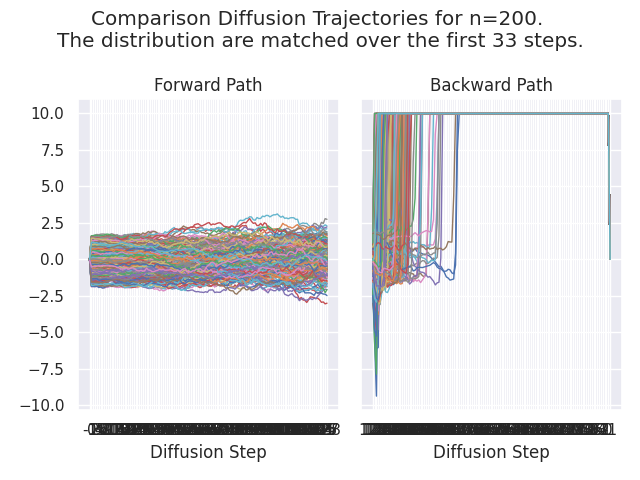 Comparison Diffusion Trajectories for n=200.
The distribution are matched over the first 33 steps.
Forward Path
Backward Path
10.0
7.5
5.0
2.5
0.0
−2.5
−5.0
−7.5
−10.0
Diffusion Step
Diffusion Step